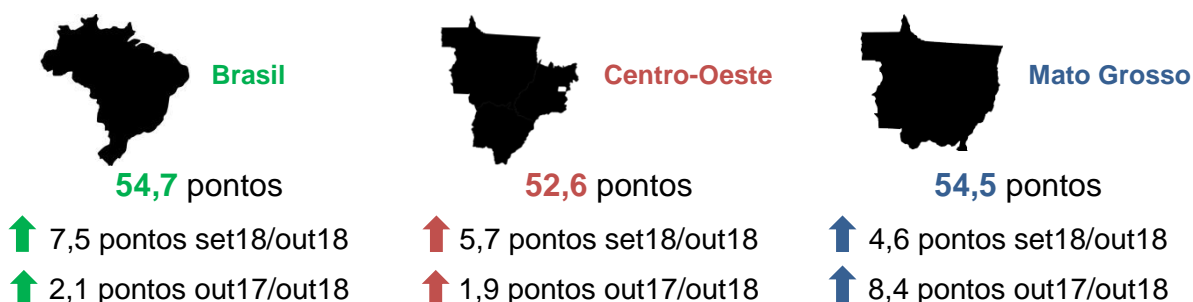 Brasil
54,7 pontos
7,5 pontos set18/out18
2,1 pontos out17/out18
Centro-Oeste
52,6 pontos
5,7 pontos set18/out18
1,9 pontos out17/out18
Mato Grosso
54,5 pontos
4,6 pontos set18/out18
8,4 pontos out17/out18